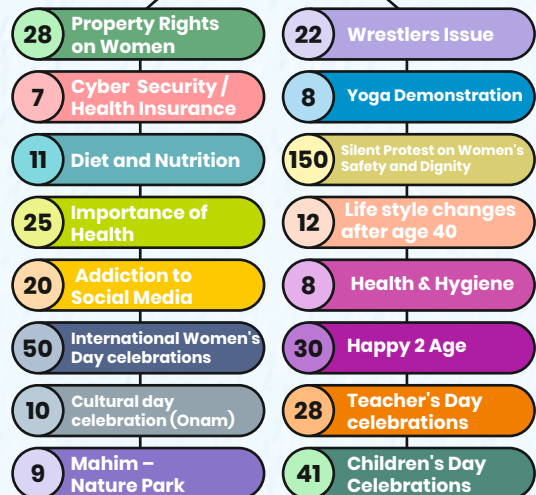 28
Property Rights
on Women
7
Cyber Security /
Health Insurance
11
Diet and Nutrition
25
Importance of
Health
20
Addiction to
Social Media
50
International Women's
Day celebrations
10
Cultural day
celebration (Onam)
9
Mahim –
Nature Park
22
Wrestlers Issue
8
Yoga Demonstration
150
Silent Protest on Women's
Safety and Dignity
12
Life style changes
after age 40
8
Health & Hygiene
30
Happy 2 Age
28
Teacher's Day
celebrations
41
Children's Day
Celebrations